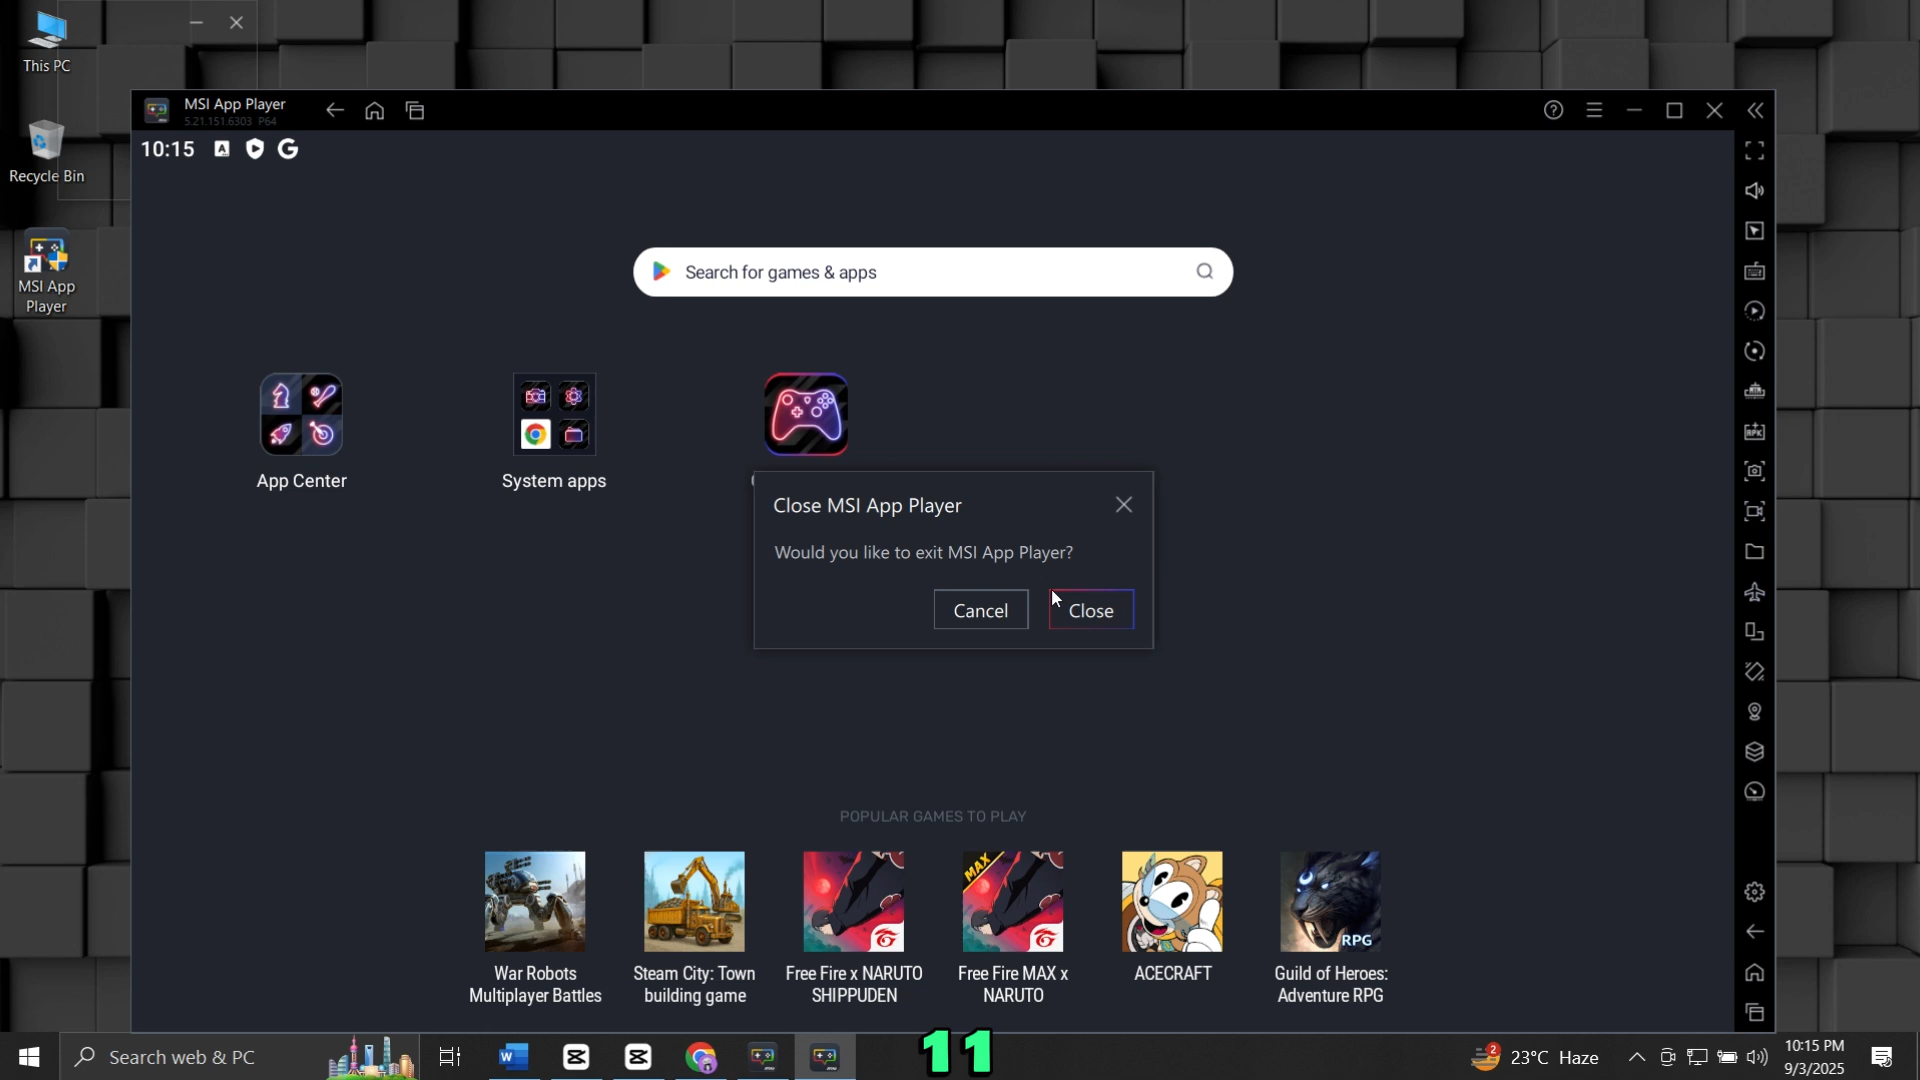 This PC
Recycle Bin
MSI App
Player
MSI App Player
5.21.151.6303 P64
10:15
Search for games & apps
App Center
System apps
Close MSI App Player
Would you like to exit MSI App Player?
Cancel
Close
POPULAR GAMES TO PLAY
MAX
RPG
War Robots
Multiplayer Battles
Steam City: Town
building game
Free Fire x NARUTO
SHIPPUDEN
Free Fire MAX x
NARUTO
ACECRAFT
Guild of Heroes:
Adventure RPG
11
Search web & PC
2
23°C Haze
10:15 PM
9/3/2025